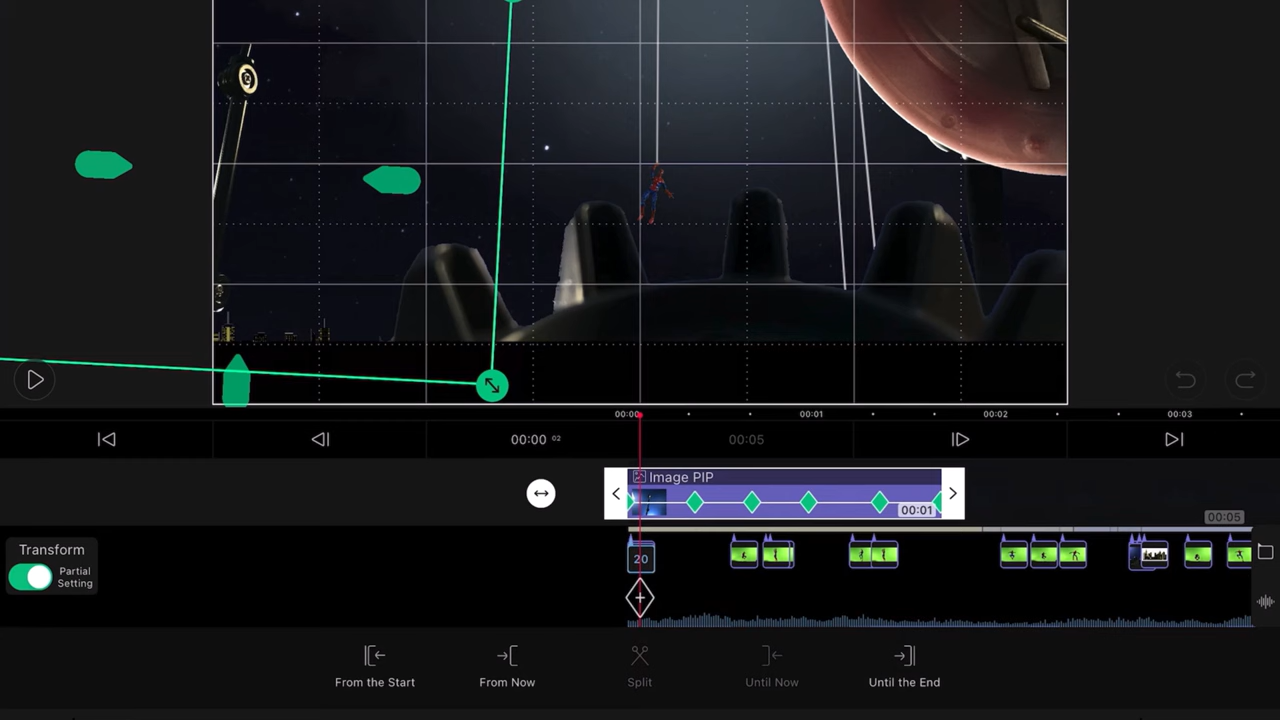 00:00
00:01
00:02
00:03
00:00 02
00:05
Image PIP
00:01
00:05
Transform
Partial
Setting
20
From the Start
From Now
Split
Until Now
Until the End